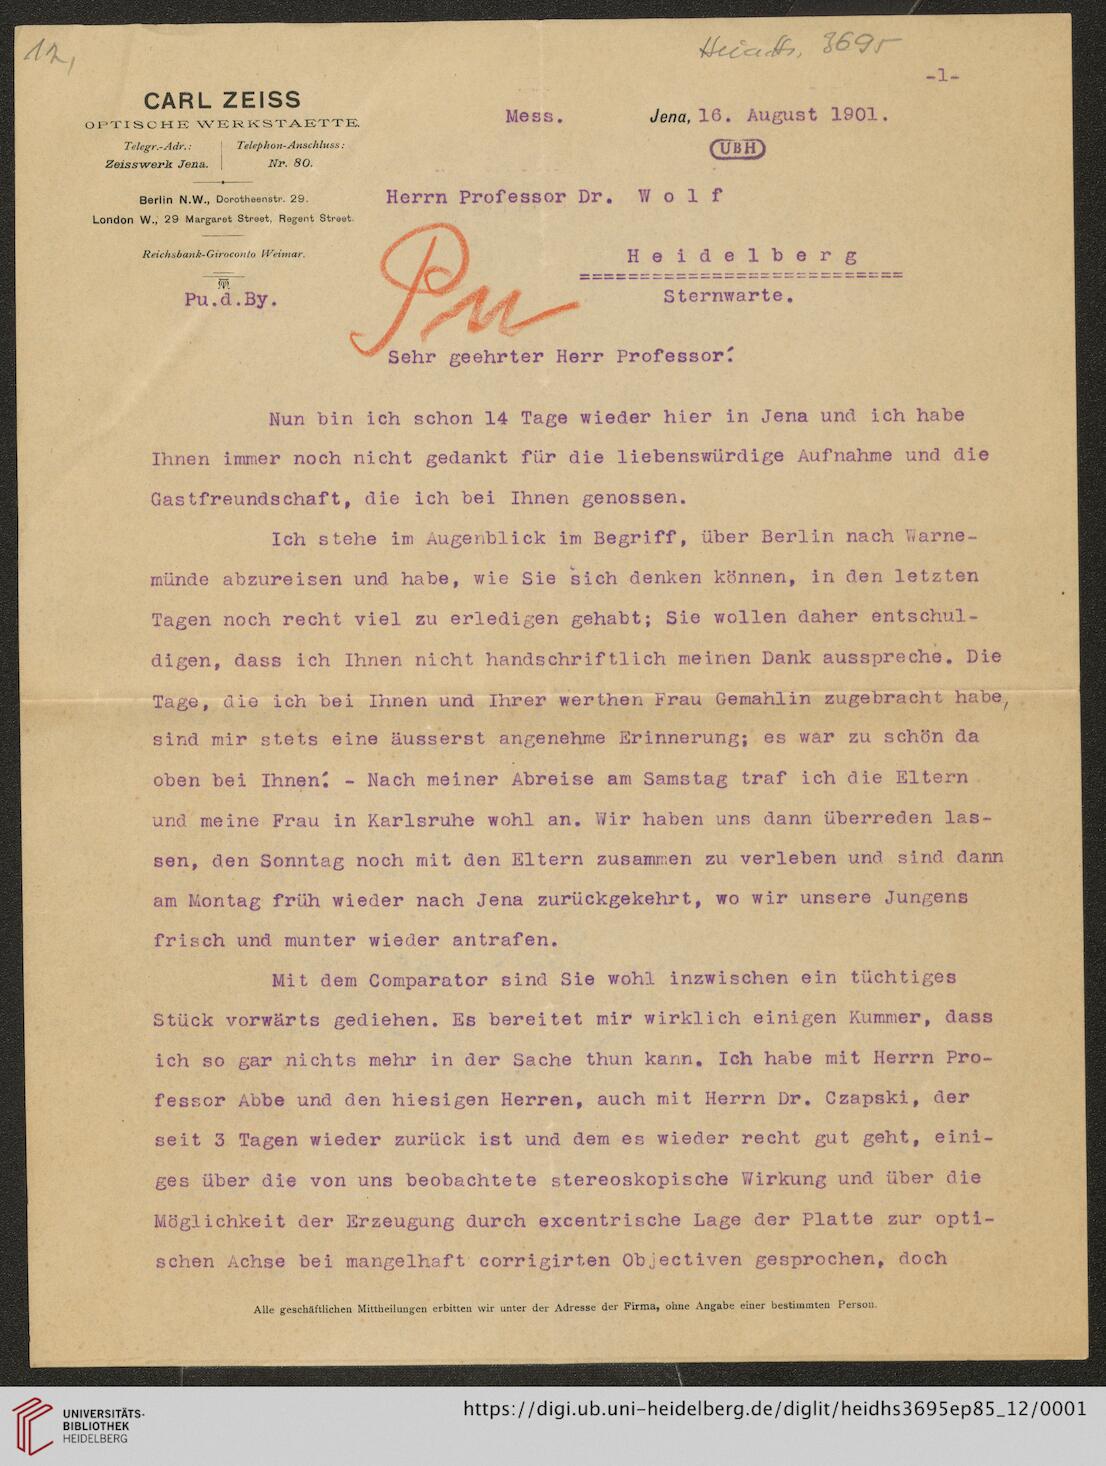 12,
Heid.Hs. 3695
-1-
CARL ZEISS
OPTISCHE WERKSTAETTE.
Telegr.-Adr.: Telephon-Anschluss:
Zeisswerk Jena. Nr. 80.
Berlin N.W., Dorotheenstr. 29.
London W., 29 Margaret Street, Regent Street.
Reichsbank-Giroconto Weimar.
Pu.d.By.
Mess. Jena, 16. August 1901.
UBH
Herrn Professor Dr. W o l f
H e i d e l b e r g
===========================
Sternwarte.
Pu
Sehr geehrter Herr Professor!
Nun bin ich schon 14 Tage wieder hier in Jena und ich habe
Ihnen immer noch nicht gedankt für die liebenswürdige Aufnahme und die
Gastfreundschaft, die ich bei Ihnen genossen.
Ich stehe im Augenblick im Begriff, über Berlin nach Warne-
münde abzureisen und habe, wie Sie sich denken können, in den letzten
Tagen noch recht viel zu erledigen gehabt; Sie wollen daher entschul-
digen, dass ich Ihnen nicht handschriftlich meinen Dank ausspreche. Die
Tage, die ich bei Ihnen und Ihrer werthen Frau Gemahlin zugebracht habe,
sind mir stets eine äusserst angenehme Erinnerung; es war zu schön da
oben bei Ihnen! - Nach meiner Abreise am Samstag traf ich die Eltern
und meine Frau in Karlsruhe wohl an. Wir haben uns dann überreden las-
sen, den Sonntag noch mit den Eltern zusammen zu verleben und sind dann
am Montag früh wieder nach Jena zurückgekehrt, wo wir unsere Jungens
frisch und munter wieder antrafen.
Mit dem Comparator sind Sie wohl inzwischen ein tüchtiges
Stück vorwärts gediehen. Es bereitet mir wirklich einigen Kummer, dass
ich so gar nichts mehr in der Sache thun kann. Ich habe mit Herrn Pro-
fessor Abbe und den hiesigen Herren, auch mit Herrn Dr. Czapski, der
seit 3 Tagen wieder zurück ist und dem es wieder recht gut geht, eini-
ges über die von uns beobachtete stereoskopische Wirkung und über die
Möglichkeit der Erzeugung durch excentrische Lage der Platte zur opti-
schen Achse bei mangelhaft corrigirten Objectiven gesprochen, doch
Alle geschäftlichen Mittheilungen erbitten wir unter der Adresse der Firma, ohne Angabe einer bestimmten Person.
UNIVERSITÄTS-
BIBLIOTHEK
HEIDELBERG
https://digi.ub.uni-heidelberg.de/diglit/heidhs3695ep85_12/0001